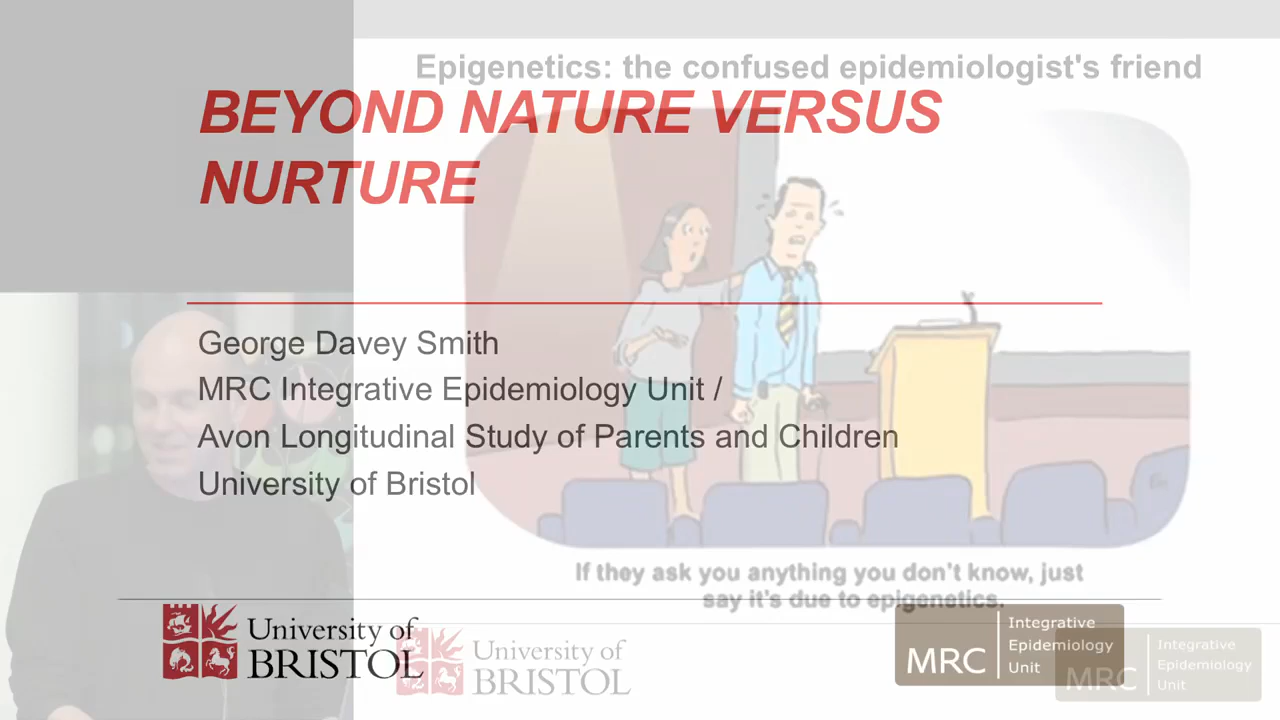 Epigenetics: the confused epidemiologist's friend
BEYOND NATURE VERSUS
NURTURE
George Davey Smith
MRC Integrative Epidemiology Unit /
Avon Longitudinal Study of Parents and Children
University of Bristol
If they ask you anything you don't know, just
say it's due to epigenetics.
University of
BRISTOL
MRC
Integrative
Epidemiology
Unit
University of
BRISTOL
MRC
Integrative
Epidemiology
Unit